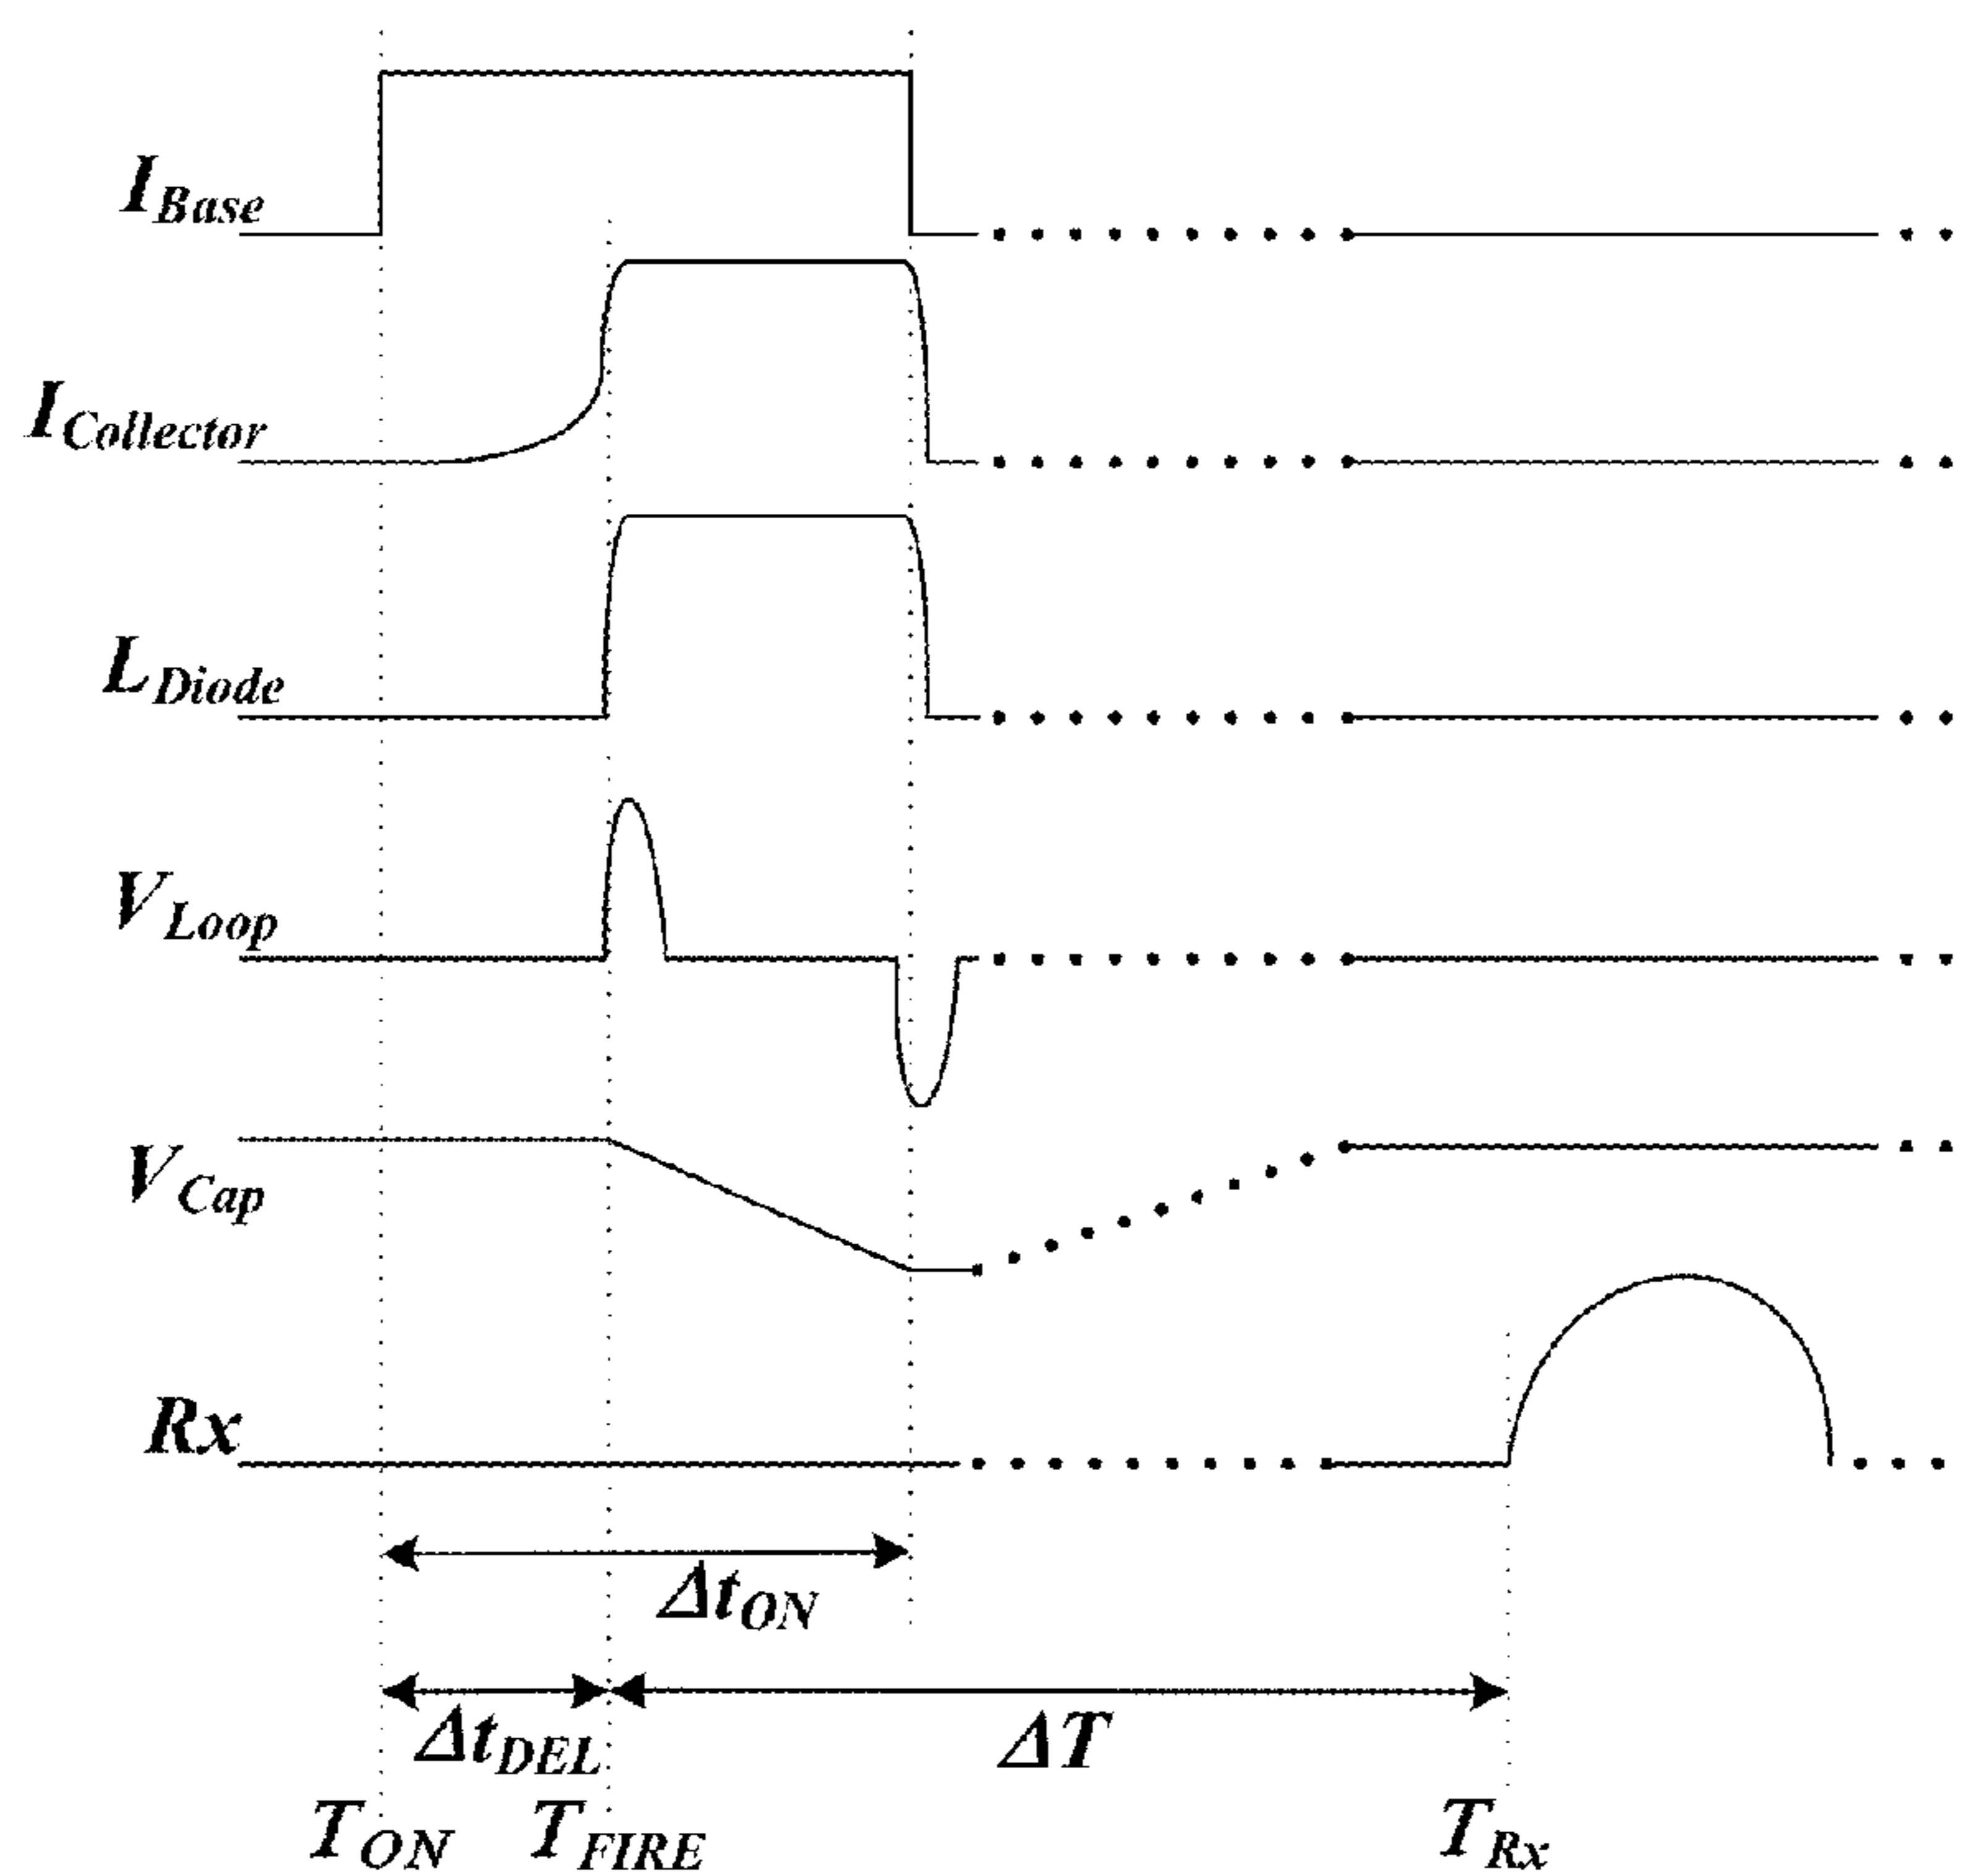 I_Base
I_Collector
L_Diode
V_Loop
V_Cap
Rx
Δt_ON
Δt_DEL ΔT
T_ON T_FIRE T_Rx